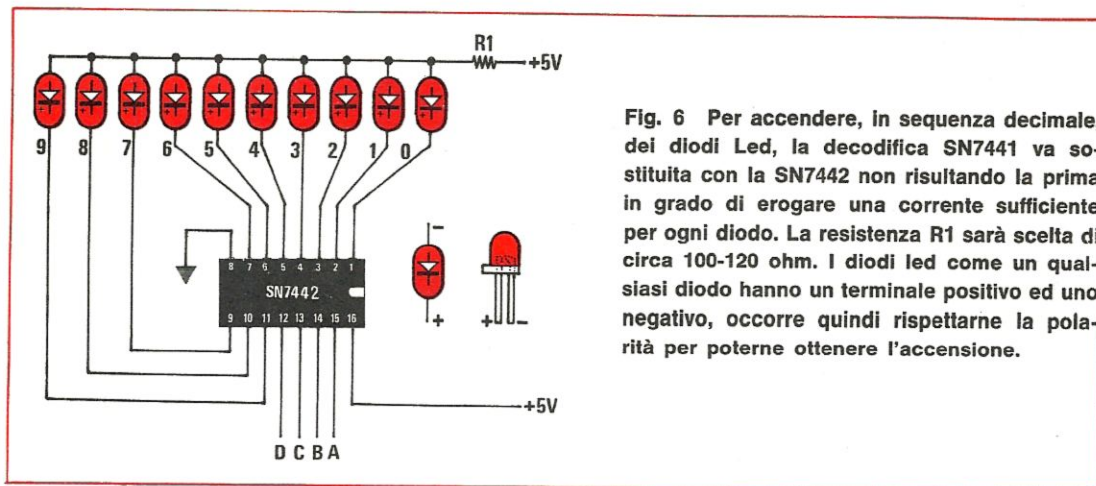 R1
+5V
9 8 7 6 5 4 3 2 1 0
8 7 6 5 4 3 2 1
SN7442
9 10 11 12 13 14 15 16
+5V
D C B A
-
+
+ -
Fig. 6 Per accendere, in sequenza decimale
dei diodi Led, la decodifica SN7441 va so-
stituita con la SN7442 non risultando la prima
in grado di erogare una corrente sufficiente
per ogni diodo. La resistenza R1 sarà scelta di
circa 100-120 ohm. I diodi led come un qual-
siasi diodo hanno un terminale positivo ed uno
negativo, occorre quindi rispettarne la pola-
rità per poterne ottenere l'accensione.